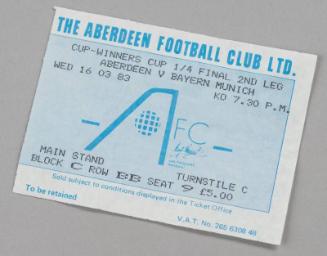 THE ABERDEEN FOOTBALL CLUB LTD.
CUP-WINNERS CUP 1/4 FINAL 2ND LEG
ABERDEEN V BAYERN MUNICH
WED 16 03 83 KO 7.30 P.M.
AFC
MAIN STAND TURNSTILE C
BLOCK C ROW BB SEAT 9 £5.00
Sold subject to conditions displayed in the Ticket Office
To be retained
V.A.T. No. 265 6308 48